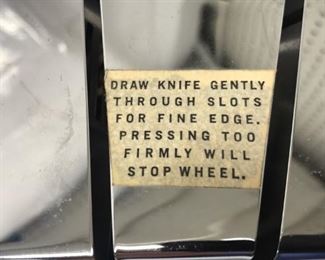 DRAW KNIFE GENTLY
THROUGH SLOTS
FOR FINE EDGE.
PRESSING TOO
FIRMLY WILL
STOP WHEEL.